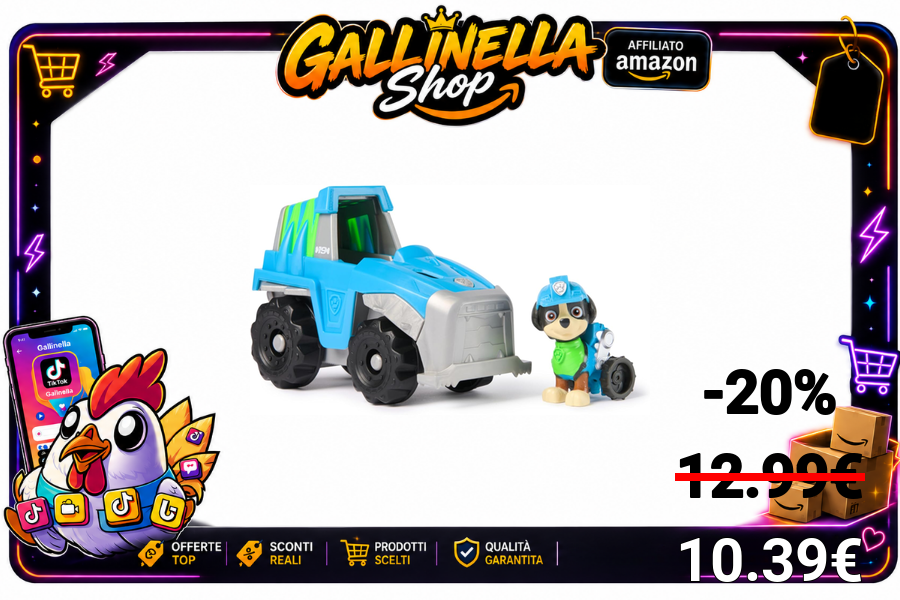 GALLINELLA
Shop
AFFILIATO
amazon
Gallinella
TikTok
Gallinella
-20%
12.99€
10.39€
OFFERTE
TOP
SCONTI
REALI
PRODOTTI
SCELTI
QUALITÀ
GARANTITA